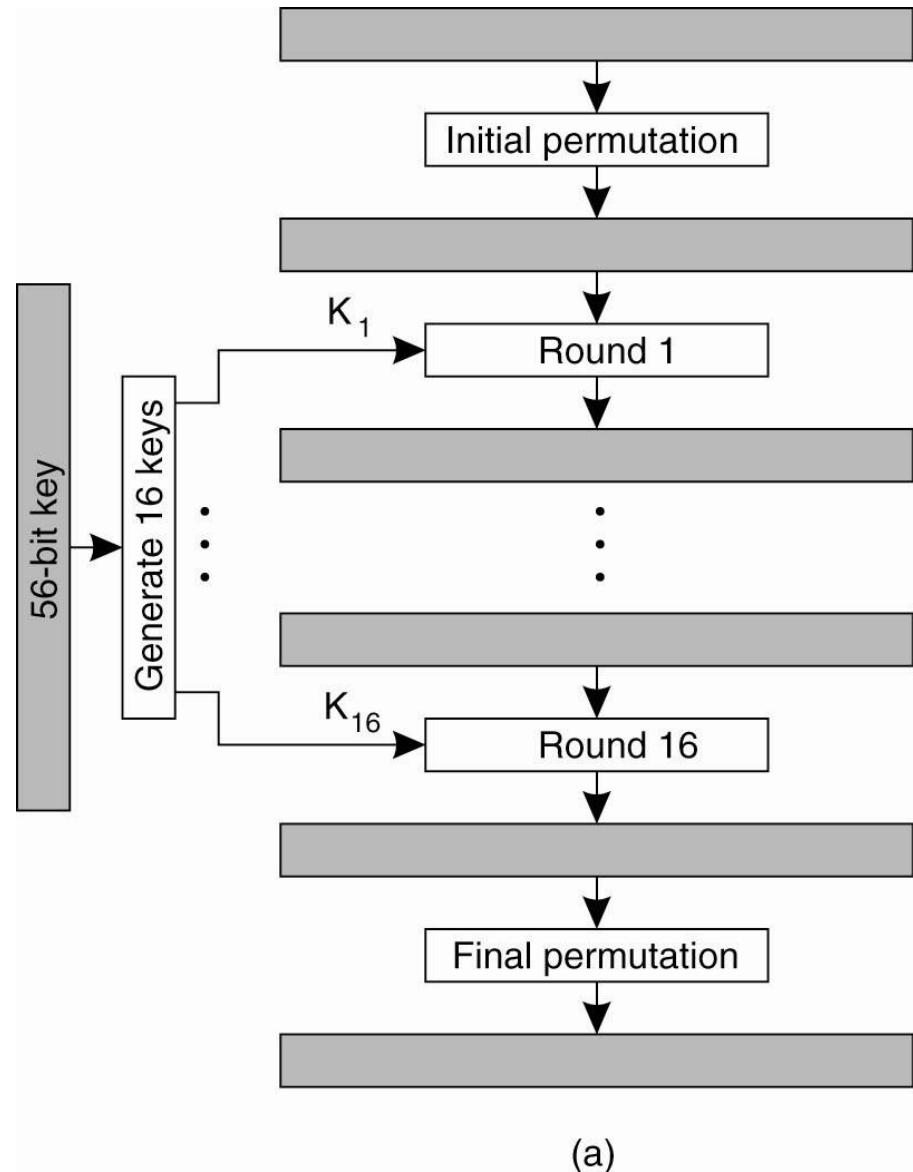 Initial permutation
K1
Round 1
56-bit key
Generate 16 keys
K16
Round 16
Final permutation
(a)